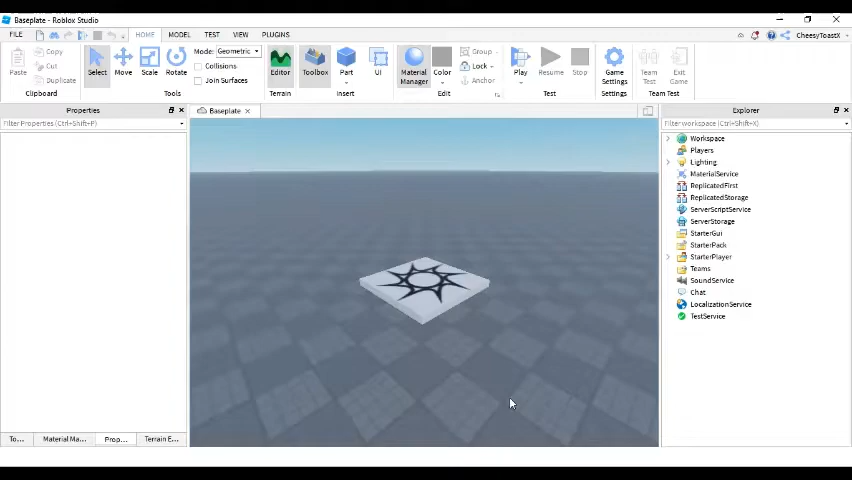 Baseplate - Roblox Studio
FILE
HOME
MODEL
TEST
VIEW
PLUGINS
CheesyToastX
Paste
Copy
Cut
Duplicate
Clipboard
Select
Move
Scale
Rotate
Mode: Geometric
Collisions
Join Surfaces
Tools
Editor
Terrain
Toolbox
Part
UI
Insert
Material Manager
Color
Group
Lock
Anchor
Edit
Play
Resume
Stop
Test
Game Settings
Settings
Team Test
Exit Game
Team Test
Properties
Filter Properties (Ctrl+Shift+P)
Baseplate
Explorer
Filter workspace (Ctrl+Shift+X)
Workspace
Players
Lighting
MaterialService
ReplicatedFirst
ReplicatedStorage
ServerScriptService
ServerStorage
StarterGui
StarterPack
StarterPlayer
Teams
SoundService
Chat
LocalizationService
TestService
To...
Material Ma...
Prop...
Terrain E...